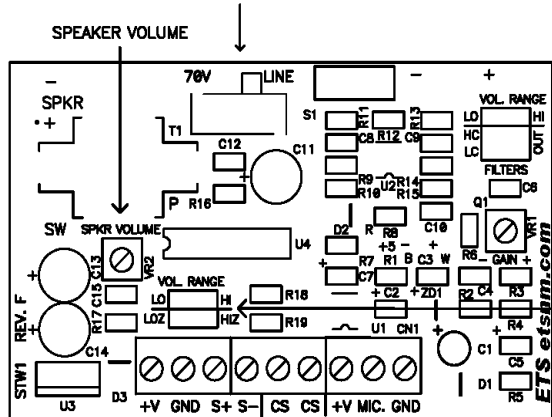 SPEAKER VOLUME
70V LINE
- +
SPKR
+
T1
S1
R11
R12
R13
VOL. RANGE
LO HI
HC OUT
LC
FILTERS
C12
C11
C8
C9
+
R16
P
R9
R10
U2
R14
R15
C6
Q1
VR1
SW
SPKR VOLUME
U4
D2
R
R8
C10
R6
+5 - +
- GAIN +
C13
VR2
R7
C7
R1 B C3 W
C4
R3
+
C15
VOL. RANGE
LO HI
LOZ HIZ
R18
R19
+
C2
ZD1
R2
R4
REV. F
R17
C14
U1 CN1
+
C1
C5
STW1
U3
D3
D1
R5
+V GND S+ S- CS CS +V MIC. GND
ETS etsnm.com